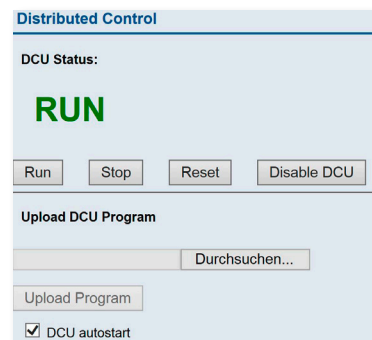 Distributed Control
DCU Status:
RUN
Run Stop Reset Disable DCU
Upload DCU Program
Durchsuchen...
Upload Program
DCU autostart